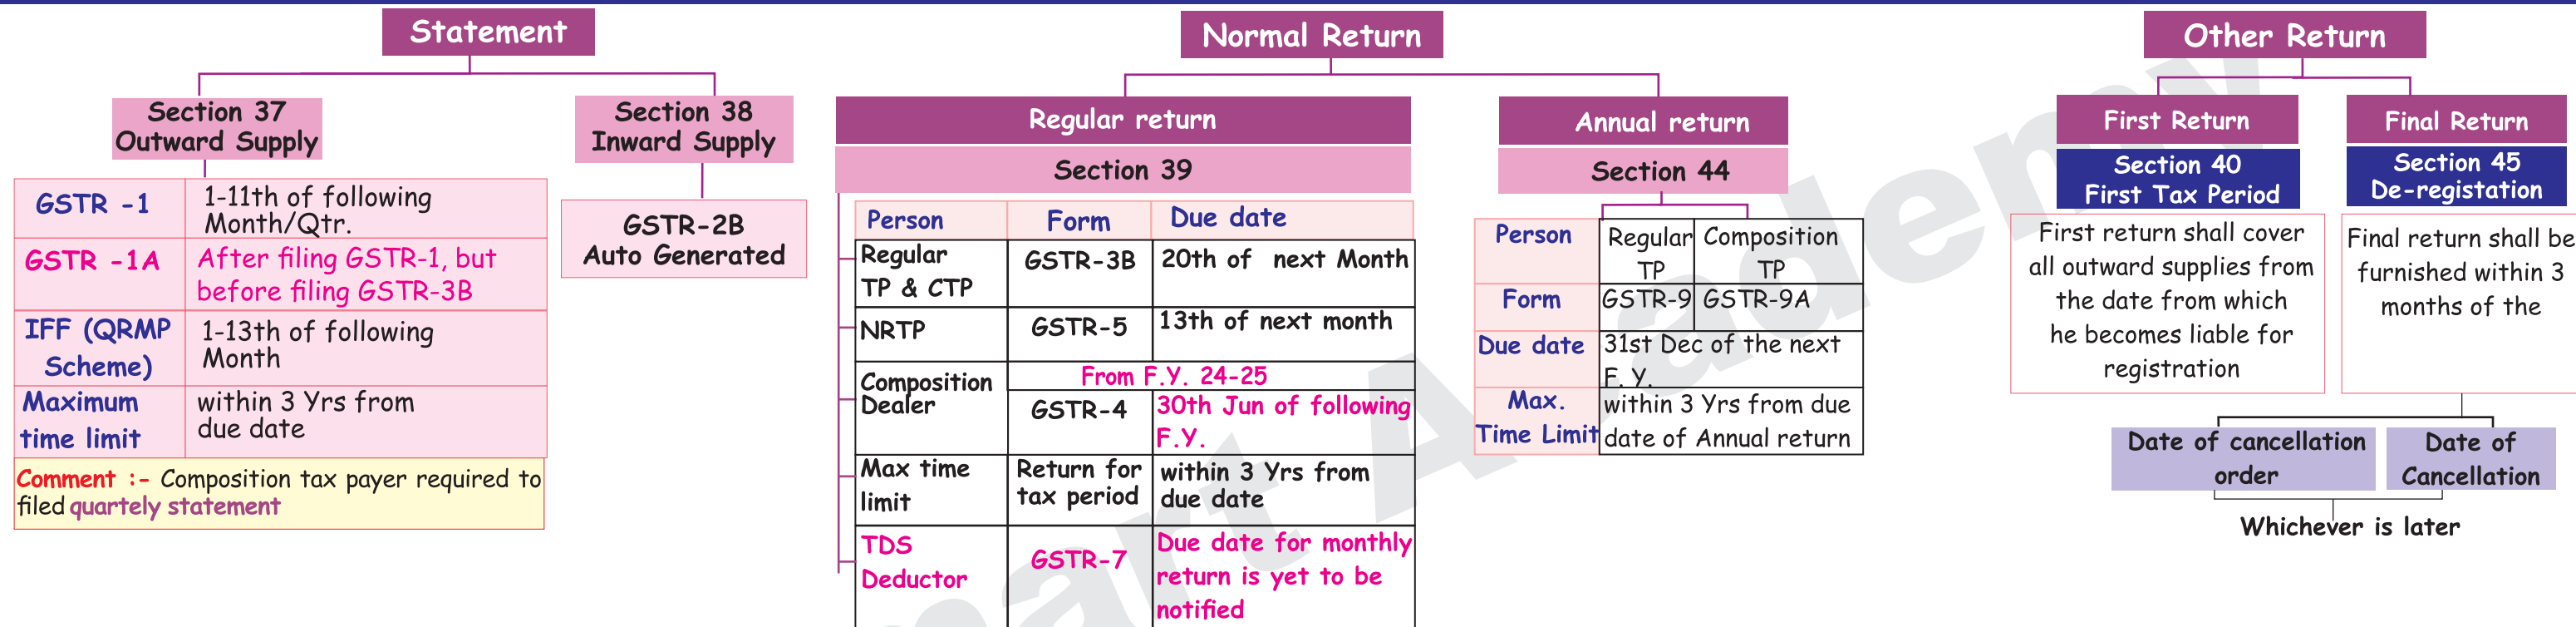 Statement
Section 37
Outward Supply
Section 38
Inward Supply
GSTR -1
1-11th of following
Month/Qtr.
GSTR -1A
After filing GSTR-1, but
before filing GSTR-3B
IFF (QRMP
Scheme)
1-13th of following
Month
Maximum
time limit
within 3 Yrs from
due date
Comment :- Composition tax payer required to
filed quartely statement
GSTR-2B
Auto Generated
Normal Return
Regular return
Section 39
Person
Form
Due date
Regular
TP & CTP
GSTR-3B
20th of next Month
NRTP
GSTR-5
13th of next month
Composition
Dealer
From F.Y. 24-25
GSTR-4
30th Jun of following
F.Y.
Max time
limit
Return for
tax period
within 3 Yrs from
due date
TDS
Deductor
GSTR-7
Due date for monthly
return is yet to be
notified
Annual return
Section 44
Person
Regular
TP
Composition
TP
Form
GSTR-9
GSTR-9A
Due date
31st Dec of the next
F.Y.
Max.
Time Limit
within 3 Yrs from due
date of Annual return
Other Return
First Return
Section 40
First Tax Period
First return shall cover
all outward supplies from
the date from which
he becomes liable for
registration
Final Return
Section 45
De-registation
Final return shall be
furnished within 3
months of the
Date of cancellation
order
Date of
Cancellation
Whichever is later